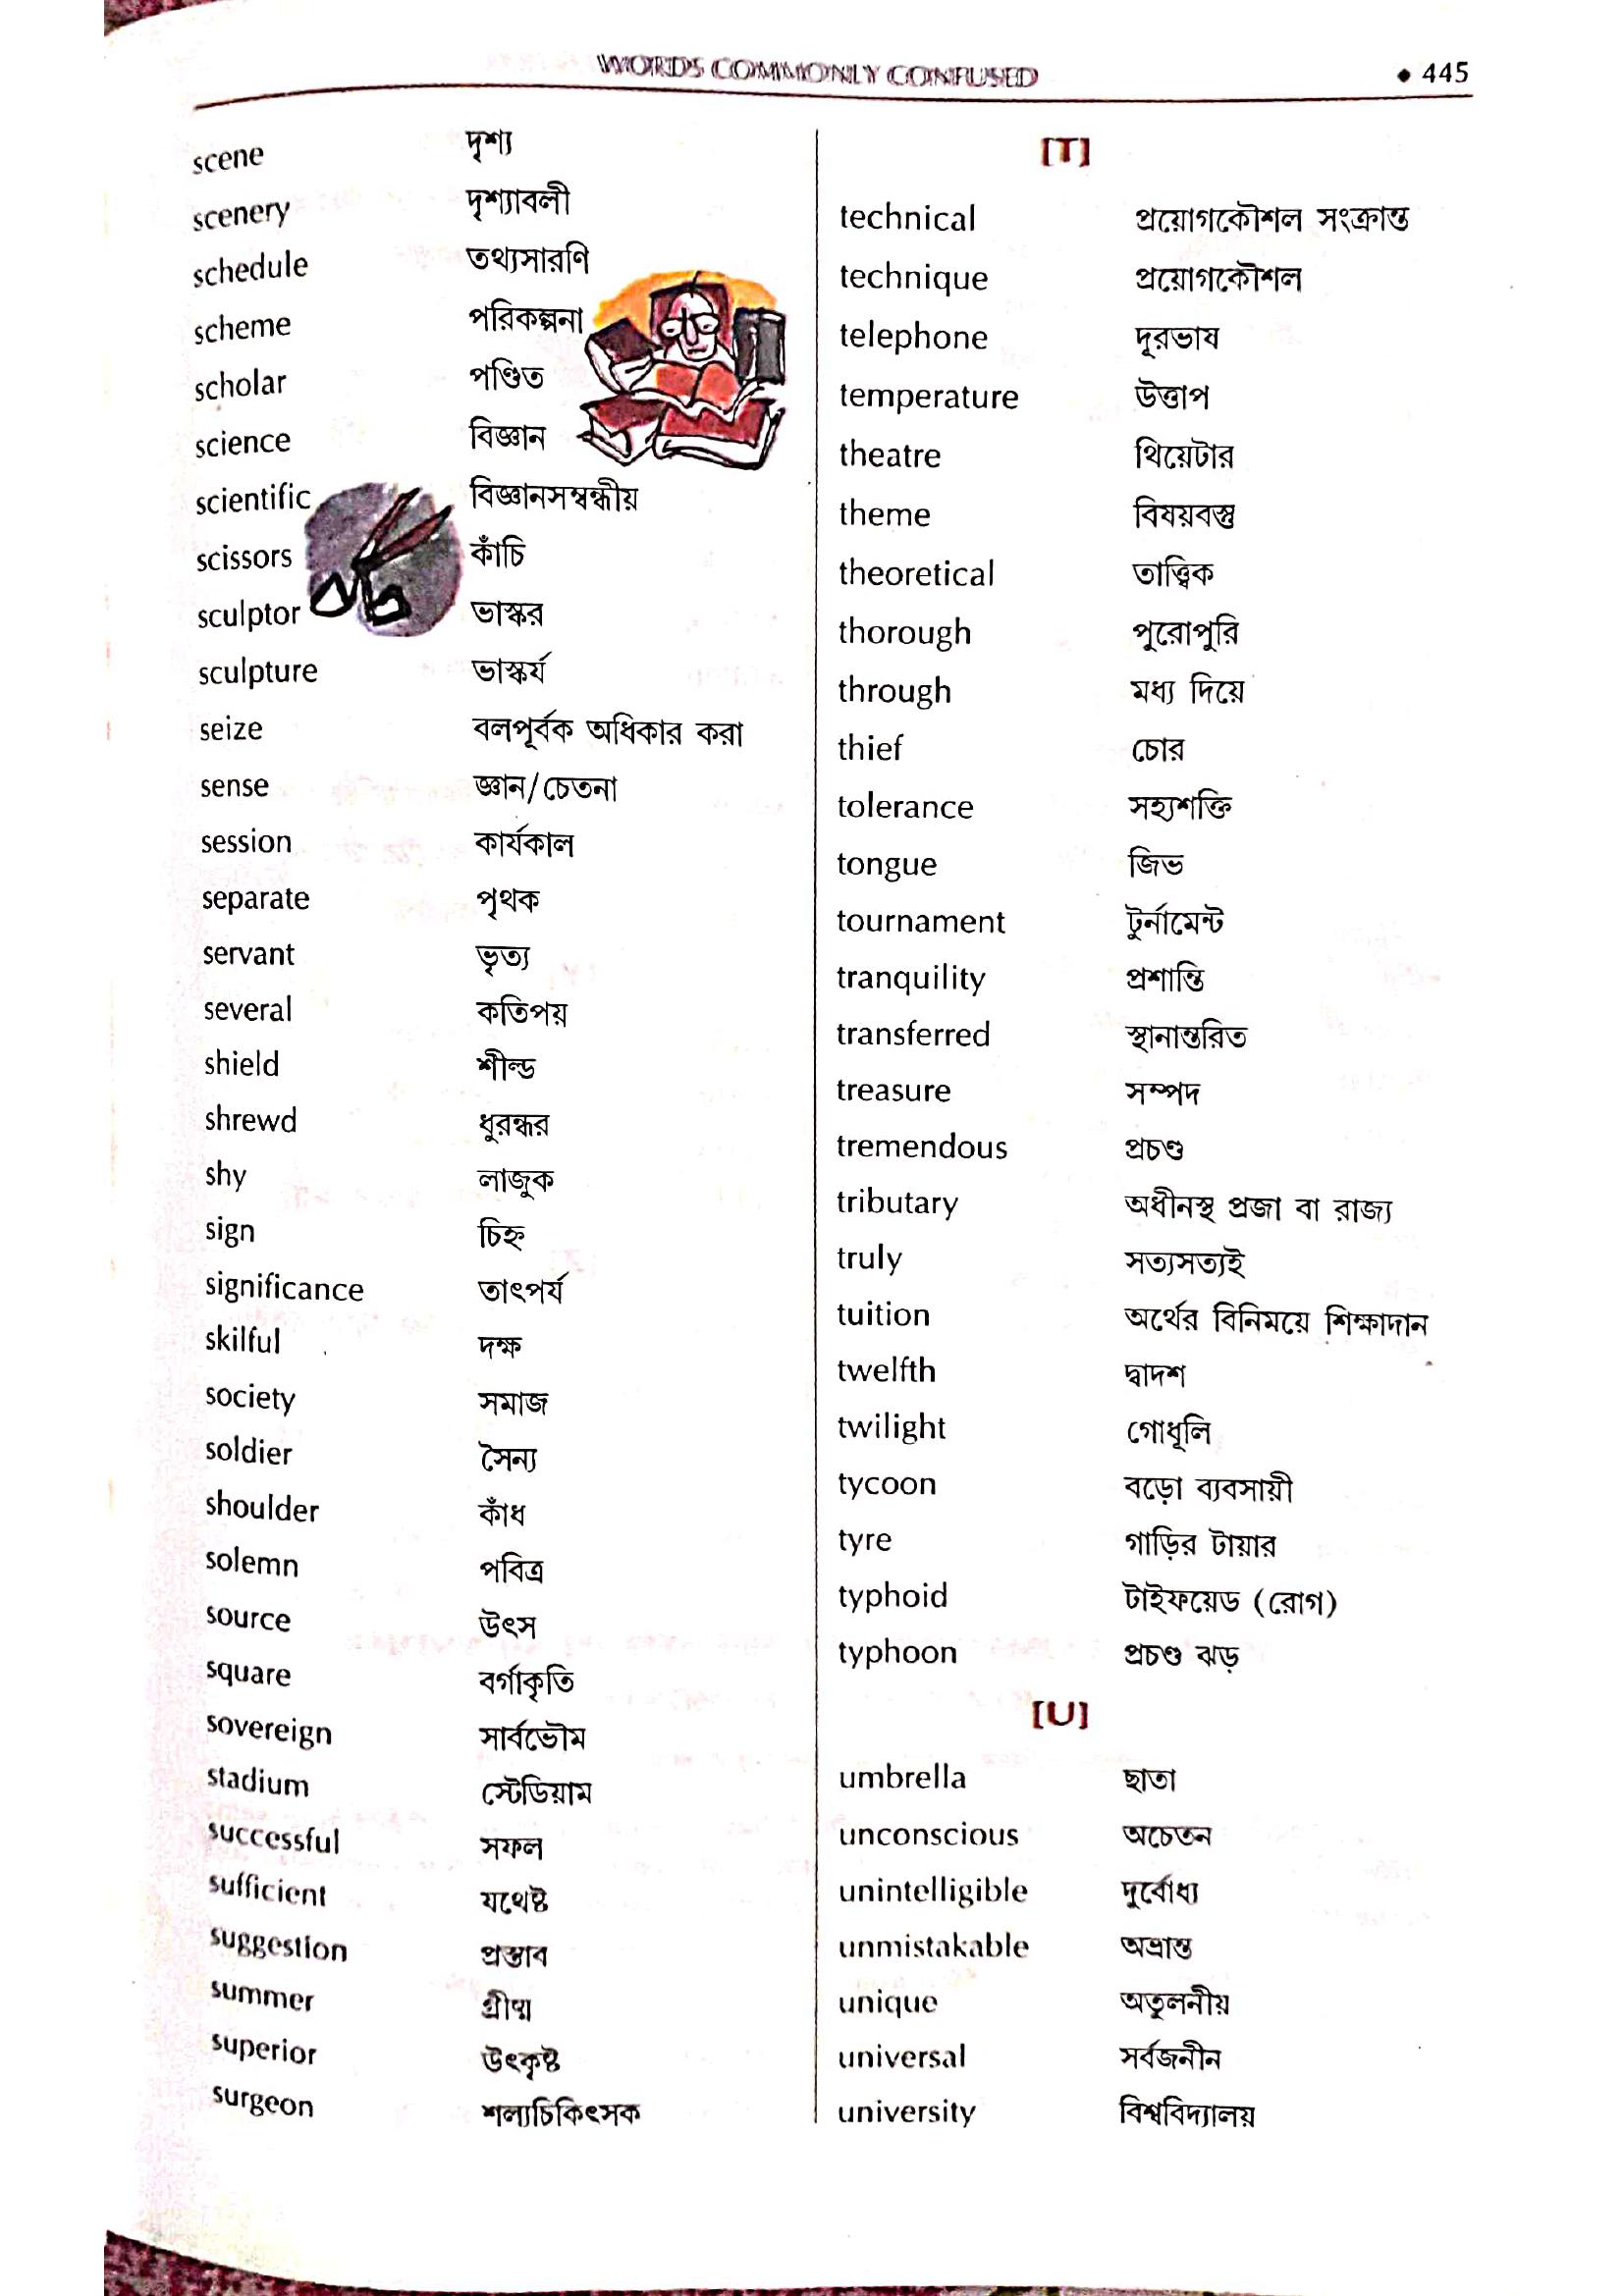 WORDS COMMONLY CONFUSED ◆ 445
scene দৃশ্য
scenery দৃশ্যাবলী
schedule তথ্যসারণি
scheme পরিকল্পনা
scholar পণ্ডিত
science বিজ্ঞান
scientific বিজ্ঞানসম্বন্ধীয়
scissors কাঁচি
sculptor ভাস্কর
sculpture ভাস্কর্য
seize বলপূর্বক অধিকার করা
sense জ্ঞান/চেতনা
session কার্যকাল
separate পৃথক
servant ভৃত্য
several কতিপয়
shield শীল্ড
shrewd ধুরন্ধর
shy লাজুক
sign চিহ্ন
significance তাৎপর্য
skilful দক্ষ
society সমাজ
soldier সৈন্য
shoulder কাঁধ
solemn পবিত্র
source উৎস
square বর্গাকৃতি
sovereign সার্বভৌম
stadium স্টেডিয়াম
successful সফল
sufficient যথেষ্ট
suggestion প্রস্তাব
summer গ্রীষ্ম
superior উৎকৃষ্ট
surgeon শল্যচিকিৎসক
[T]
technical প্রয়োগকৌশল সংক্রান্ত
technique প্রয়োগকৌশল
telephone দূরভাষ
temperature উত্তাপ
theatre থিয়েটার
theme বিষয়বস্তু
theoretical তাত্ত্বিক
thorough পুরোপুরি
through মধ্য দিয়ে
thief চোর
tolerance সহ্যশক্তি
tongue জিভ
tournament টুর্নামেন্ট
tranquility প্রশান্তি
transferred স্থানান্তরিত
treasure সম্পদ
tremendous প্রচণ্ড
tributary অধীনস্থ প্রজা বা রাজ্য
truly সত্যসত্যই
tuition অর্থের বিনিময়ে শিক্ষাদান
twelfth দ্বাদশ
twilight গোধূলি
tycoon বড়ো ব্যবসায়ী
tyre গাড়ির টায়ার
typhoid টাইফয়েড (রোগ)
typhoon প্রচণ্ড ঝড়
[U]
umbrella ছাতা
unconscious অচেতন
unintelligible দুর্বোধ্য
unmistakable অভ্রান্ত
unique অতুলনীয়
universal সর্বজনীন
university বিশ্ববিদ্যালয়